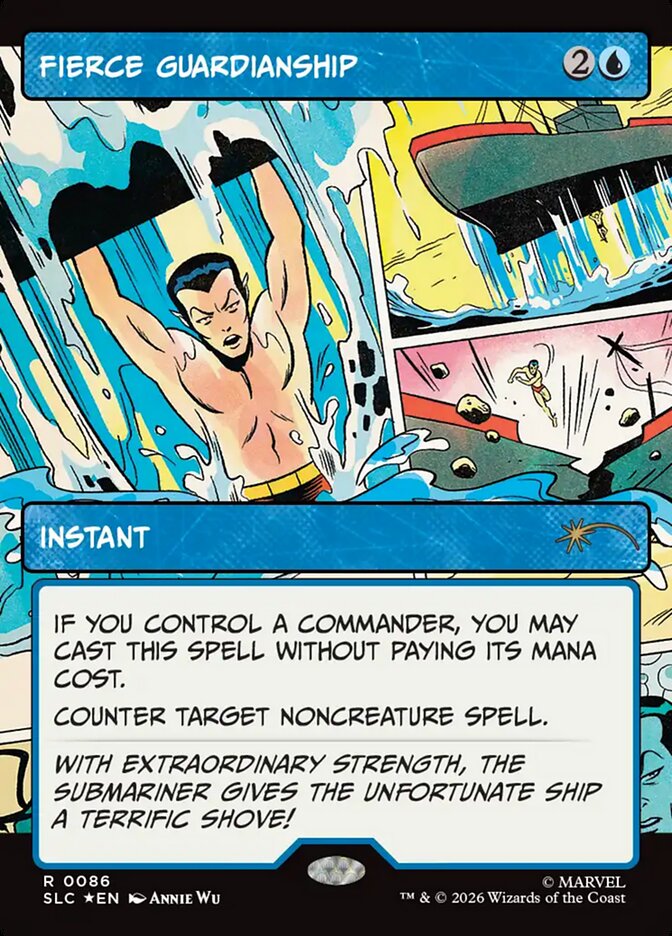 FIERCE GUARDIANSHIP 2
INSTANT
IF YOU CONTROL A COMMANDER, YOU MAY
CAST THIS SPELL WITHOUT PAYING ITS MANA
COST.
COUNTER TARGET NONCREATURE SPELL.
WITH EXTRAORDINARY STRENGTH, THE
SUBMARINER GIVES THE UNFORTUNATE SHIP
A TERRIFIC SHOVE!
R 0086
SLC ★ EN ANNIE WU
© MARVEL
™ & © 2026 Wizards of the Coast